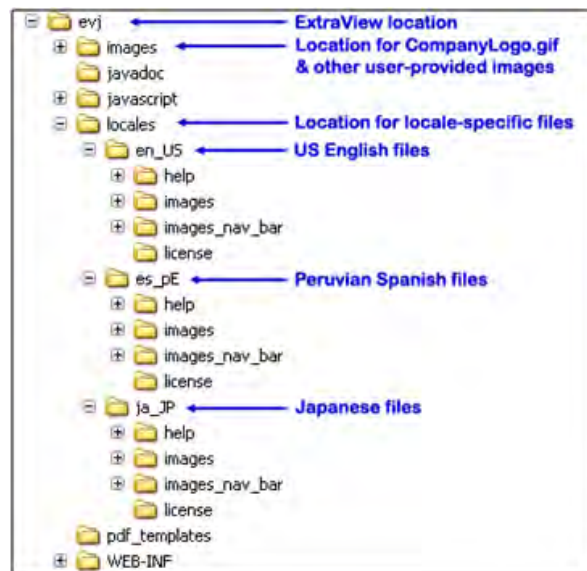 evj ExtraView location
images Location for CompanyLogo.gif
& other user-provided images
javadoc
javascript
locales Location for locale-specific files
en_US US English files
help
images
images_nav_bar
license
es_pE Peruvian Spanish files
help
images
images_nav_bar
license
ja_JP Japanese files
help
images
images_nav_bar
license
pdf_templates
WEB-INF